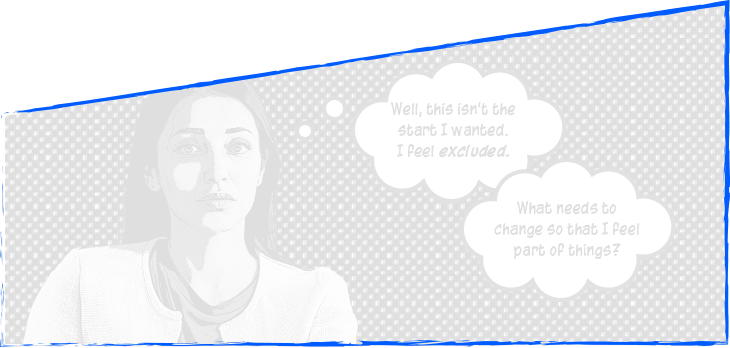 Well, this isn't the
start I wanted.
I feel excluded.
What needs to
change so that I feel
part of things?